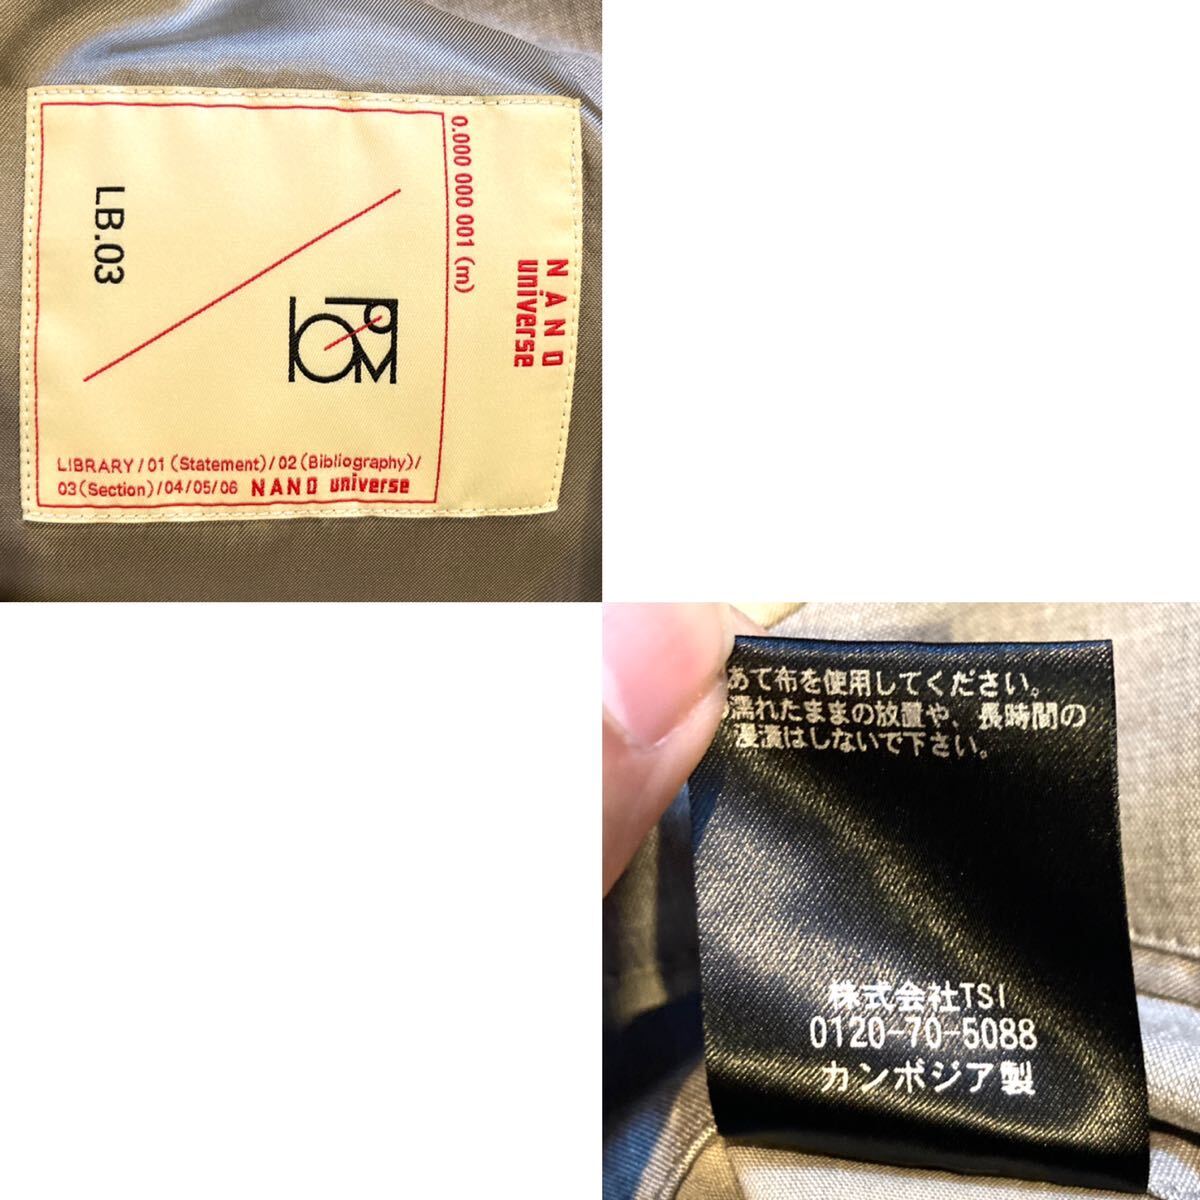 NANO
universe
0.000 000 001 (m)
LB.03
LIBRARY/01 (Statement)/02 (Bibliography)/
03 (Section)/04/05/06 NANO universe
あて布を使用してください。
濡れたままの放置や、長時間の
浸漬はしないで下さい。
株式会社TSI
0120-70-5088
カンボジア製